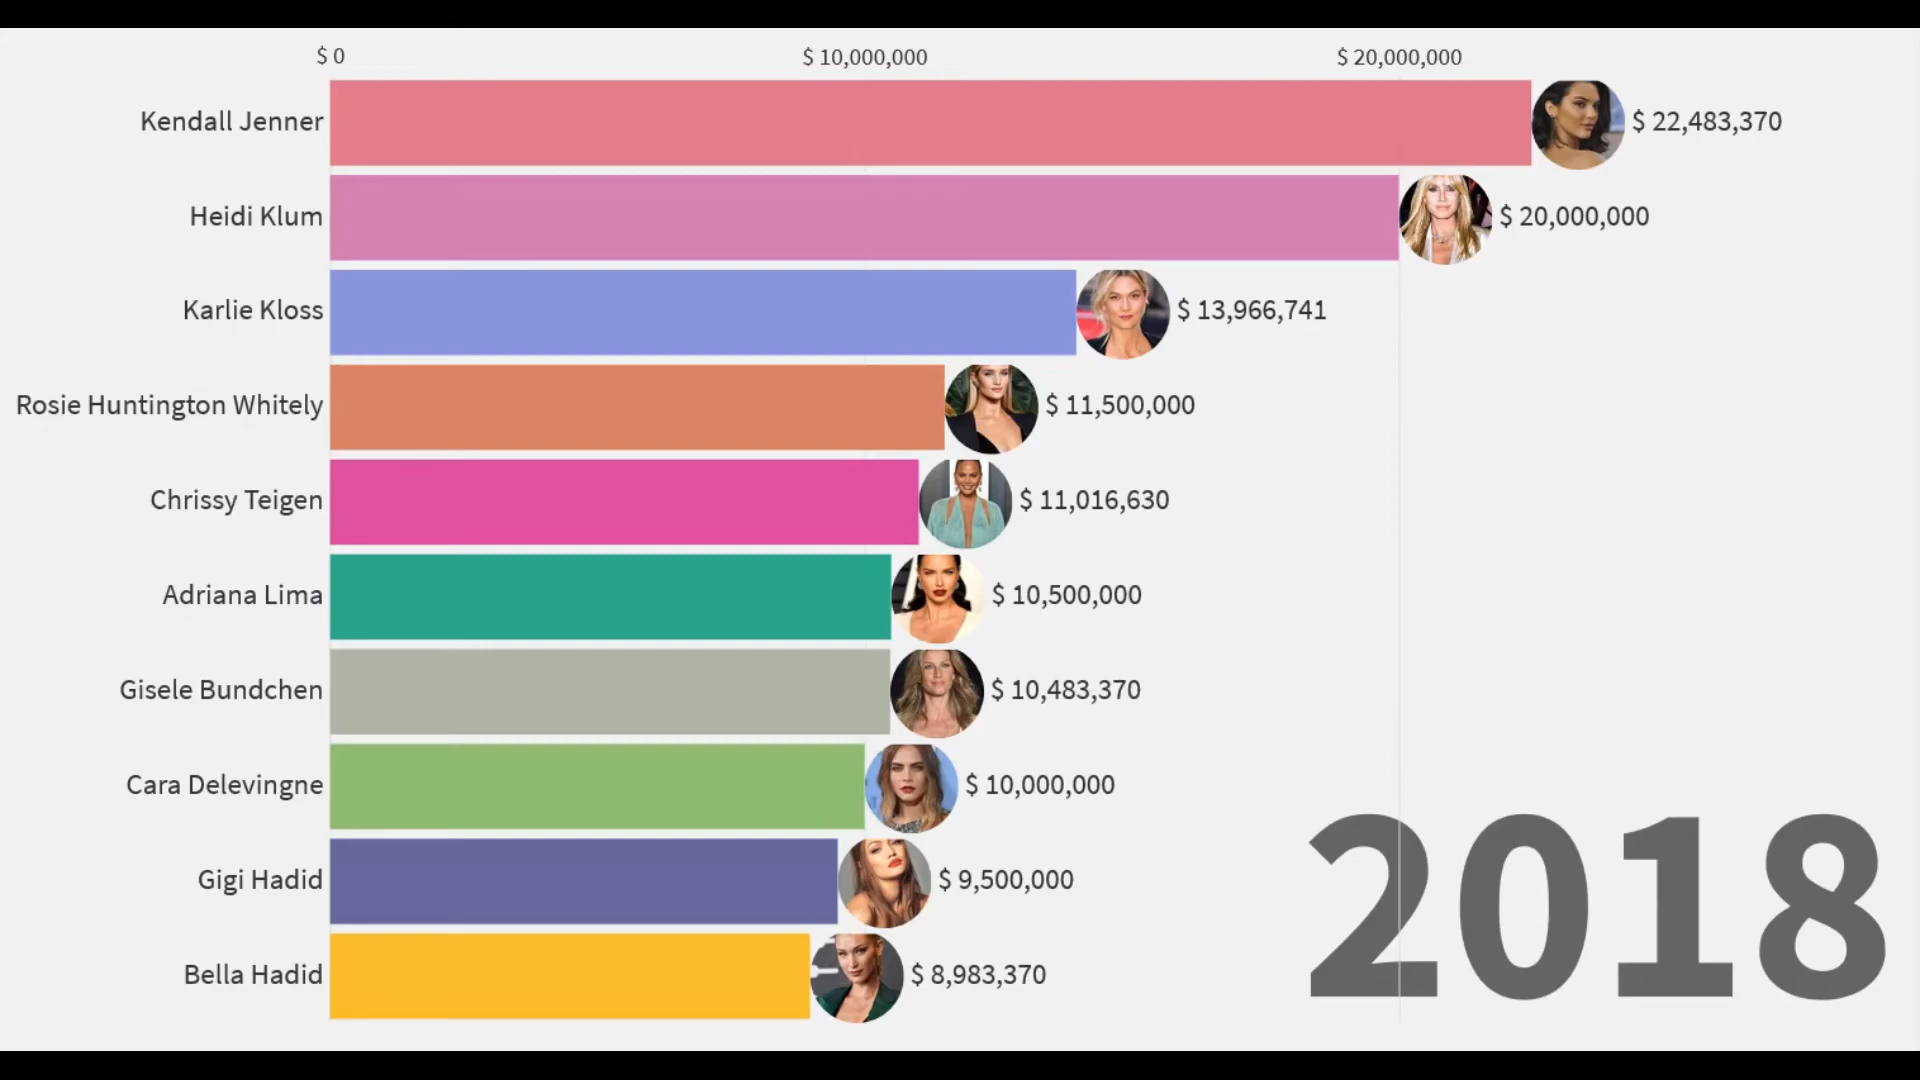 $ 0 $ 10,000,000 $ 20,000,000
Kendall Jenner $ 22,483,370
Heidi Klum $ 20,000,000
Karlie Kloss $ 13,966,741
Rosie Huntington Whitely $ 11,500,000
Chrissy Teigen $ 11,016,630
Adriana Lima $ 10,500,000
Gisele Bundchen $ 10,483,370
Cara Delevingne $ 10,000,000
Gigi Hadid $ 9,500,000
Bella Hadid $ 8,983,370
2018